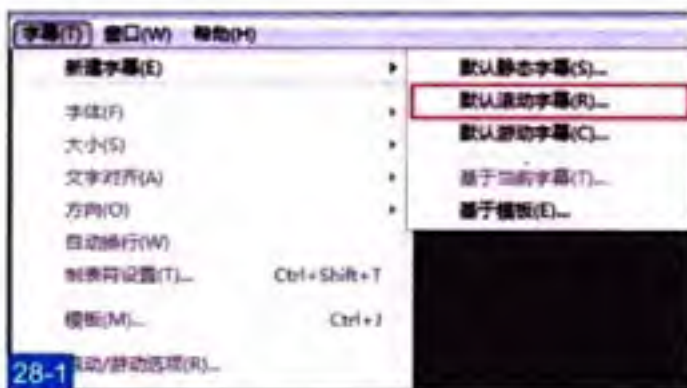 字幕(T) 窗口(W) 帮助(H)
新建字幕(E)
字体(F)
大小(S)
文字对齐(A)
方向(O)
自动换行(W)
制表符设置(T)... Ctrl+Shift+T
模板(M)... Ctrl+J
滚动/游动选项(R)...
默认静态字幕(S)...
默认滚动字幕(R)...
默认游动字幕(C)...
基于当前字幕(T)...
基于模板(E)...
28-1